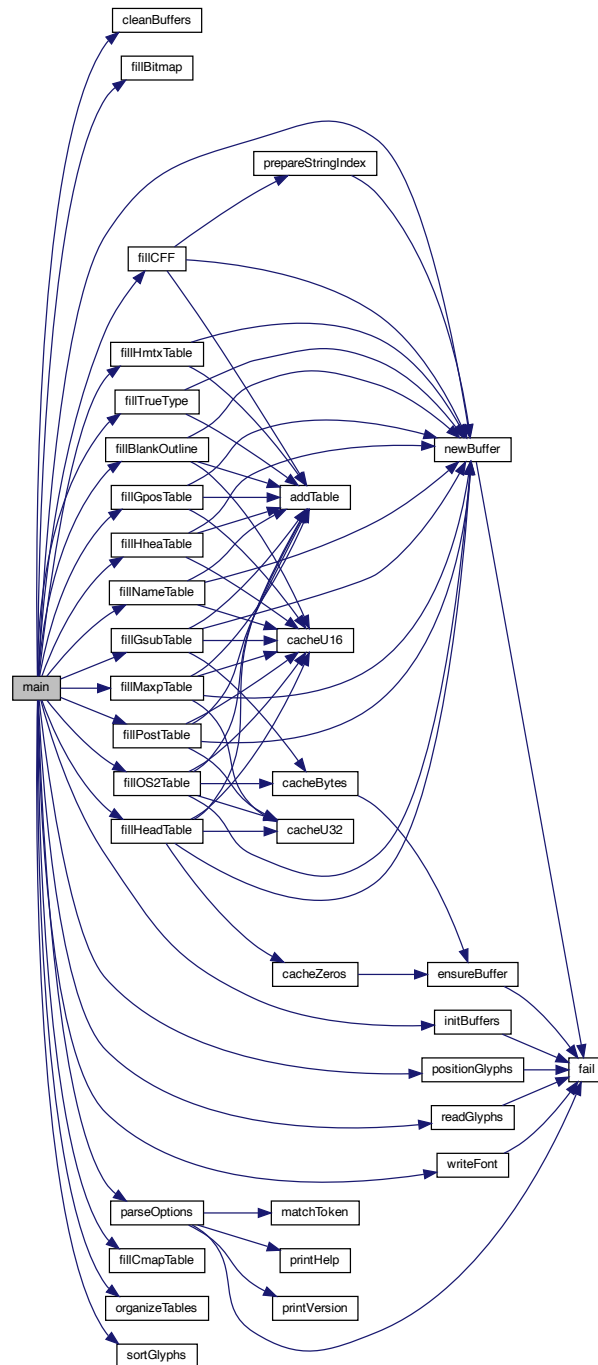 cleanBuffers
fillBitmap
prepareStringIndex
fillCFF
fillHmtxTable
fillTrueType
fillBlankOutline
newBuffer
fillGposTable
addTable
fillHheaTable
fillNameTable
fillGsubTable
cacheU16
main
fillMaxpTable
fillPostTable
fillOS2Table
cacheBytes
fillHeadTable
cacheU32
cacheZeros
ensureBuffer
initBuffers
positionGlyphs
fail
readGlyphs
writeFont
parseOptions
matchToken
fillCmapTable
printHelp
organizeTables
printVersion
sortGlyphs